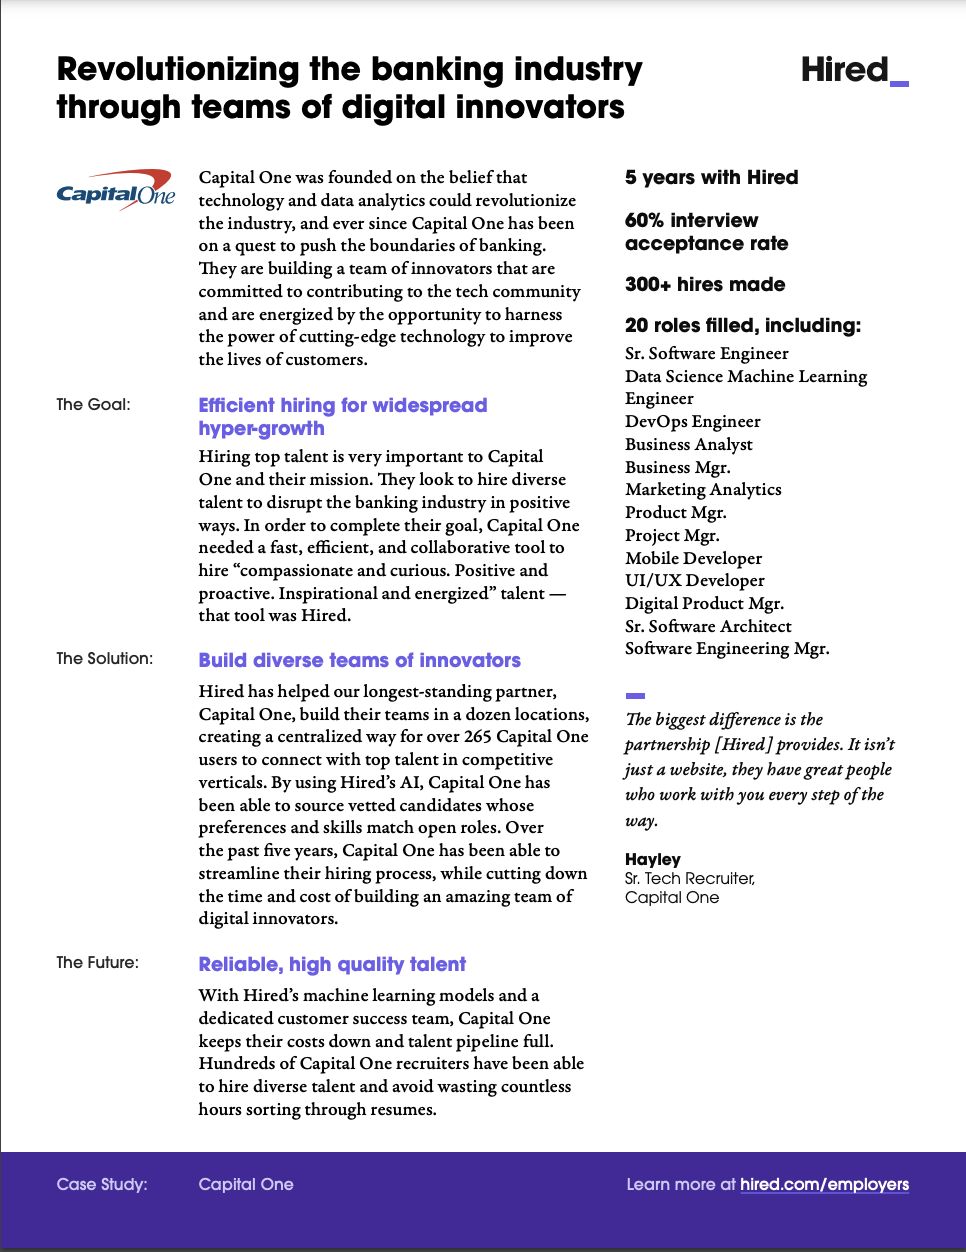 Revolutionizing the banking industry
through teams of digital innovators
Hired_
CapitalOne
Capital One was founded on the belief that
technology and data analytics could revolutionize
the industry, and ever since Capital One has been
on a quest to push the boundaries of banking.
They are building a team of innovators that are
committed to contributing to the tech community
and are energized by the opportunity to harness
the power of cutting-edge technology to improve
the lives of customers.
The Goal:
Efficient hiring for widespread
hyper-growth
Hiring top talent is very important to Capital
One and their mission. They look to hire diverse
talent to disrupt the banking industry in positive
ways. In order to complete their goal, Capital One
needed a fast, efficient, and collaborative tool to
hire “compassionate and curious. Positive and
proactive. Inspirational and energized” talent —
that tool was Hired.
The Solution:
Build diverse teams of innovators
Hired has helped our longest-standing partner,
Capital One, build their teams in a dozen locations,
creating a centralized way for over 265 Capital One
users to connect with top talent in competitive
verticals. By using Hired’s AI, Capital One has
been able to source vetted candidates whose
preferences and skills match open roles. Over
the past five years, Capital One has been able to
streamline their hiring process, while cutting down
the time and cost of building an amazing team of
digital innovators.
The Future:
Reliable, high quality talent
With Hired’s machine learning models and a
dedicated customer success team, Capital One
keeps their costs down and talent pipeline full.
Hundreds of Capital One recruiters have been able
to hire diverse talent and avoid wasting countless
hours sorting through resumes.
5 years with Hired
60% interview
acceptance rate
300+ hires made
20 roles filled, including:
Sr. Software Engineer
Data Science Machine Learning
Engineer
DevOps Engineer
Business Analyst
Business Mgr.
Marketing Analytics
Product Mgr.
Project Mgr.
Mobile Developer
UI/UX Developer
Digital Product Mgr.
Sr. Software Architect
Software Engineering Mgr.
The biggest difference is the
partnership [Hired] provides. It isn’t
just a website, they have great people
who work with you every step of the
way.
Hayley
Sr. Tech Recruiter,
Capital One
Case Study:
Capital One
Learn more at hired.com/employers